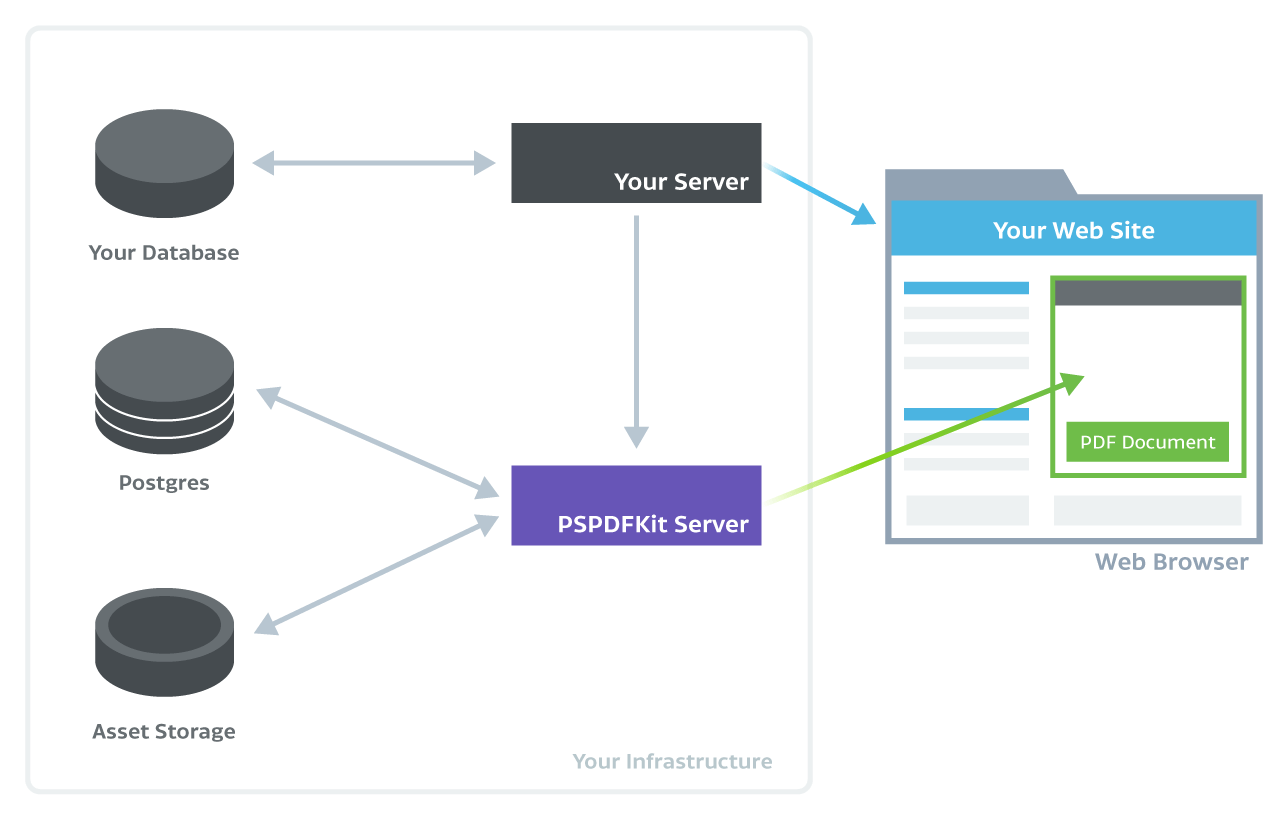 Your Server
Your Database
Your Web Site
Postgres
PDF Document
PSPDFKit Server
Web Browser
Asset Storage
Your Infrastructure